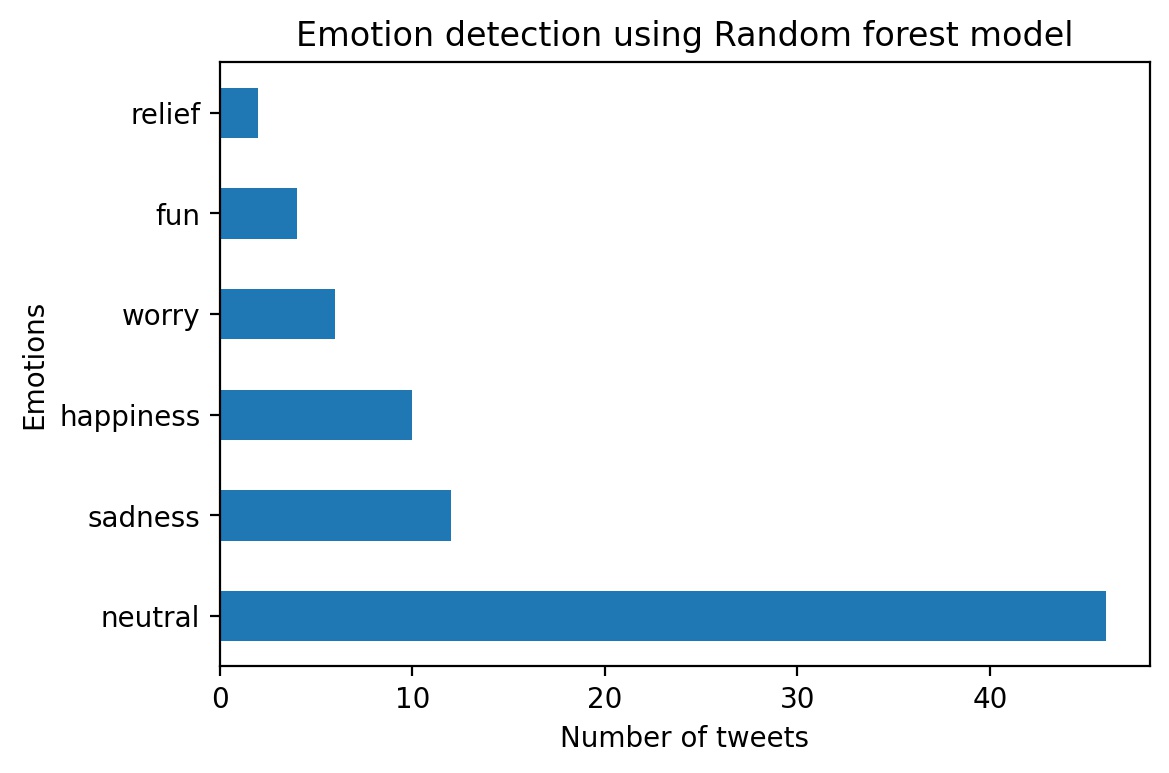 Emotion detection using Random forest model
relief
fun
worry
happiness
sadness
neutral
Emotions
0 10 20 30 40
Number of tweets